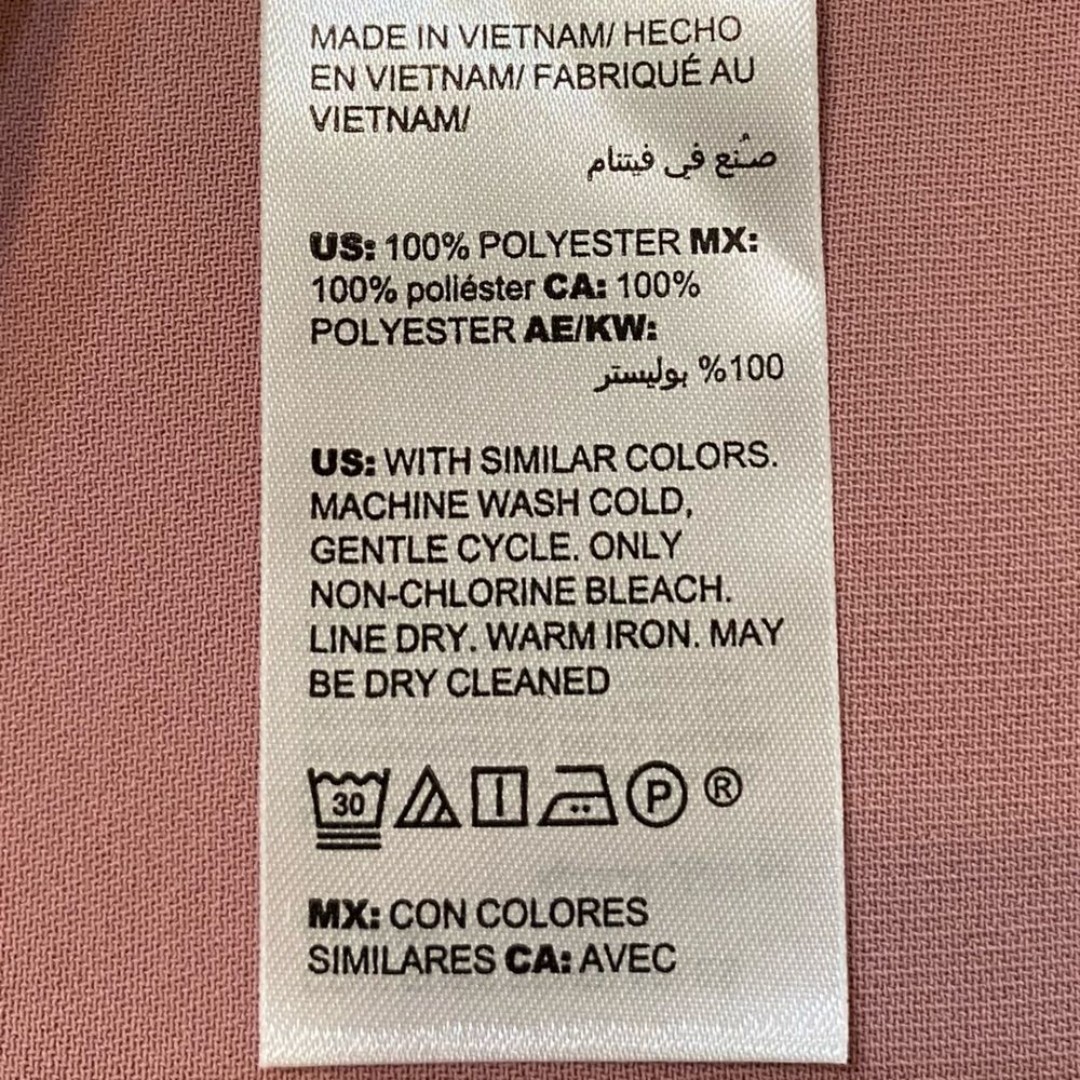 MADE IN VIETNAM/ HECHO
EN VIETNAM/ FABRIQUÉ AU
VIETNAM/
صُنع في فيتنام
US: 100% POLYESTER MX:
100% poliéster CA: 100%
POLYESTER AE/KW:
100% بوليستر
US: WITH SIMILAR COLORS.
MACHINE WASH COLD,
GENTLE CYCLE. ONLY
NON-CHLORINE BLEACH.
LINE DRY. WARM IRON. MAY
BE DRY CLEANED
30 P ®
MX: CON COLORES
SIMILARES CA: AVEC